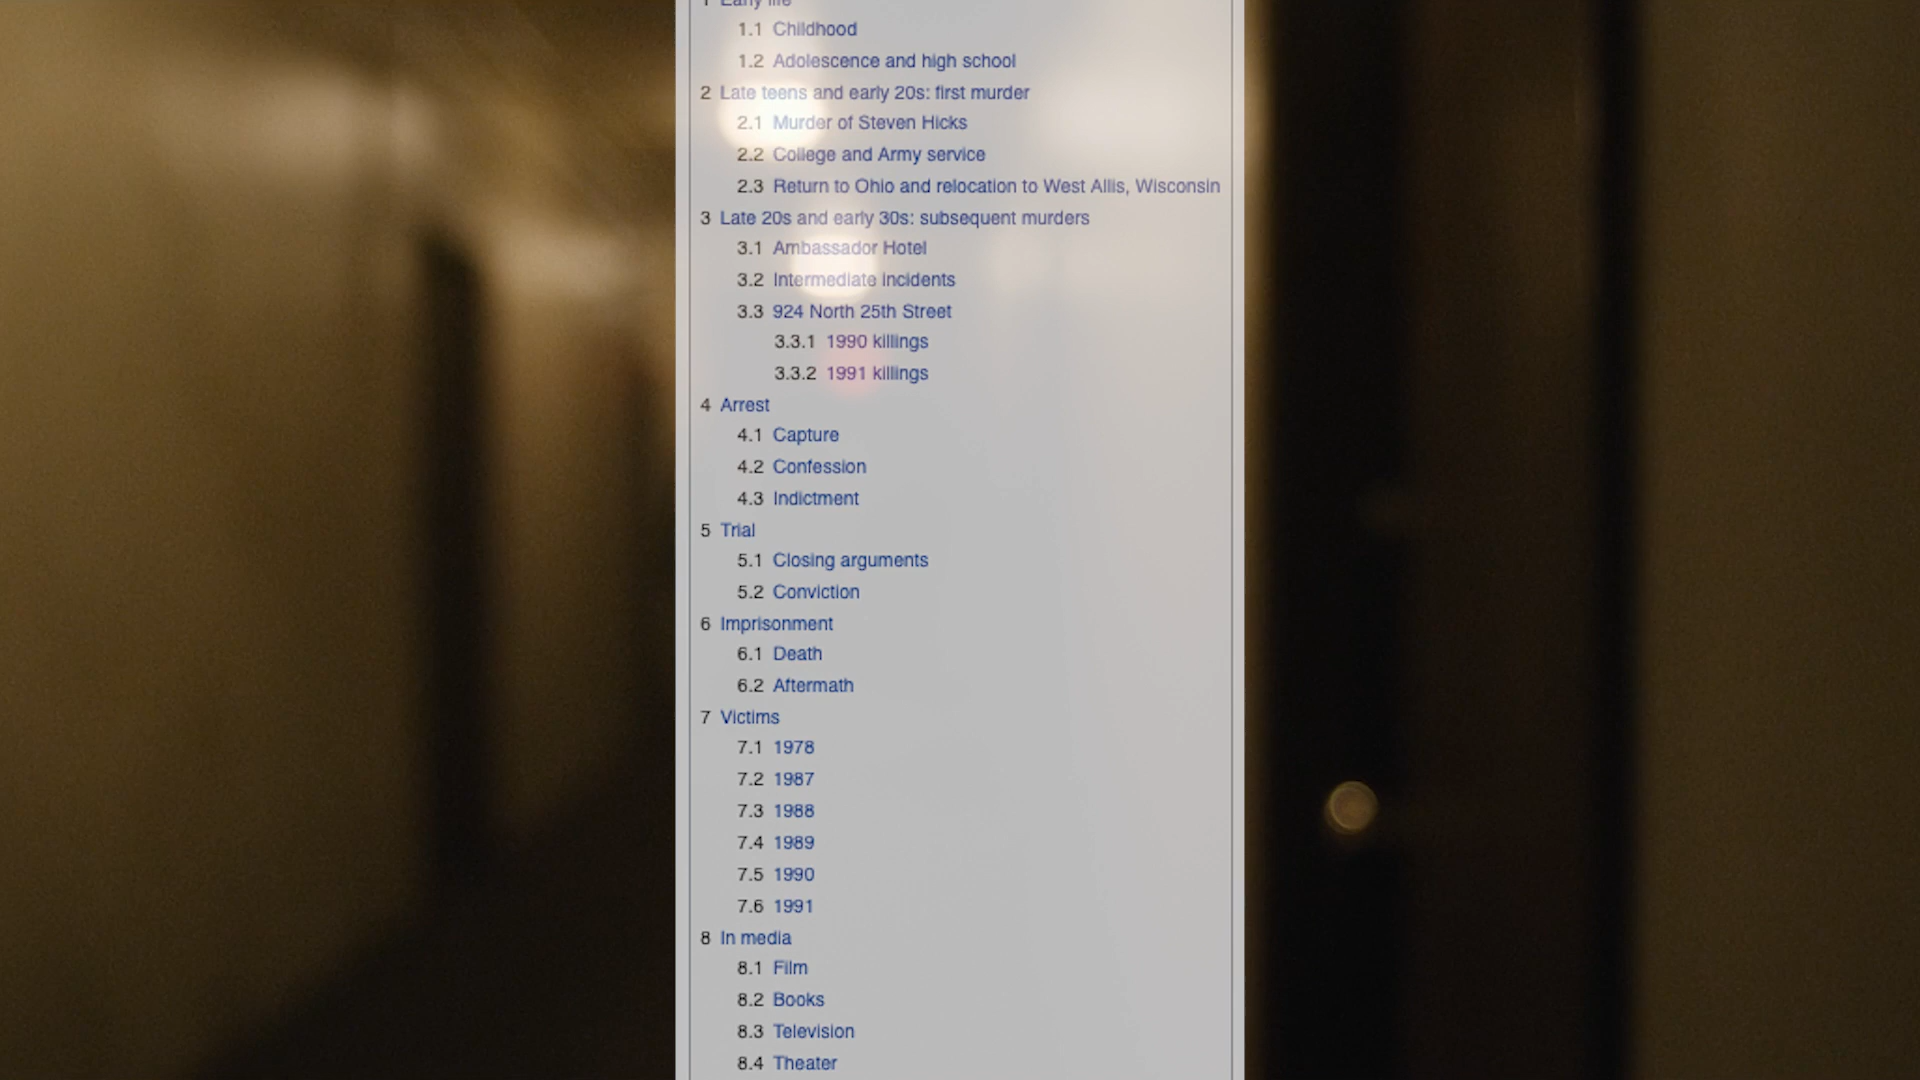 1 Early life
1.1 Childhood
1.2 Adolescence and high school
2 Late teens and early 20s: first murder
2.1 Murder of Steven Hicks
2.2 College and Army service
2.3 Return to Ohio and relocation to West Allis, Wisconsin
3 Late 20s and early 30s: subsequent murders
3.1 Ambassador Hotel
3.2 Intermediate incidents
3.3 924 North 25th Street
3.3.1 1990 killings
3.3.2 1991 killings
4 Arrest
4.1 Capture
4.2 Confession
4.3 Indictment
5 Trial
5.1 Closing arguments
5.2 Conviction
6 Imprisonment
6.1 Death
6.2 Aftermath
7 Victims
7.1 1978
7.2 1987
7.3 1988
7.4 1989
7.5 1990
7.6 1991
8 In media
8.1 Film
8.2 Books
8.3 Television
8.4 Theater